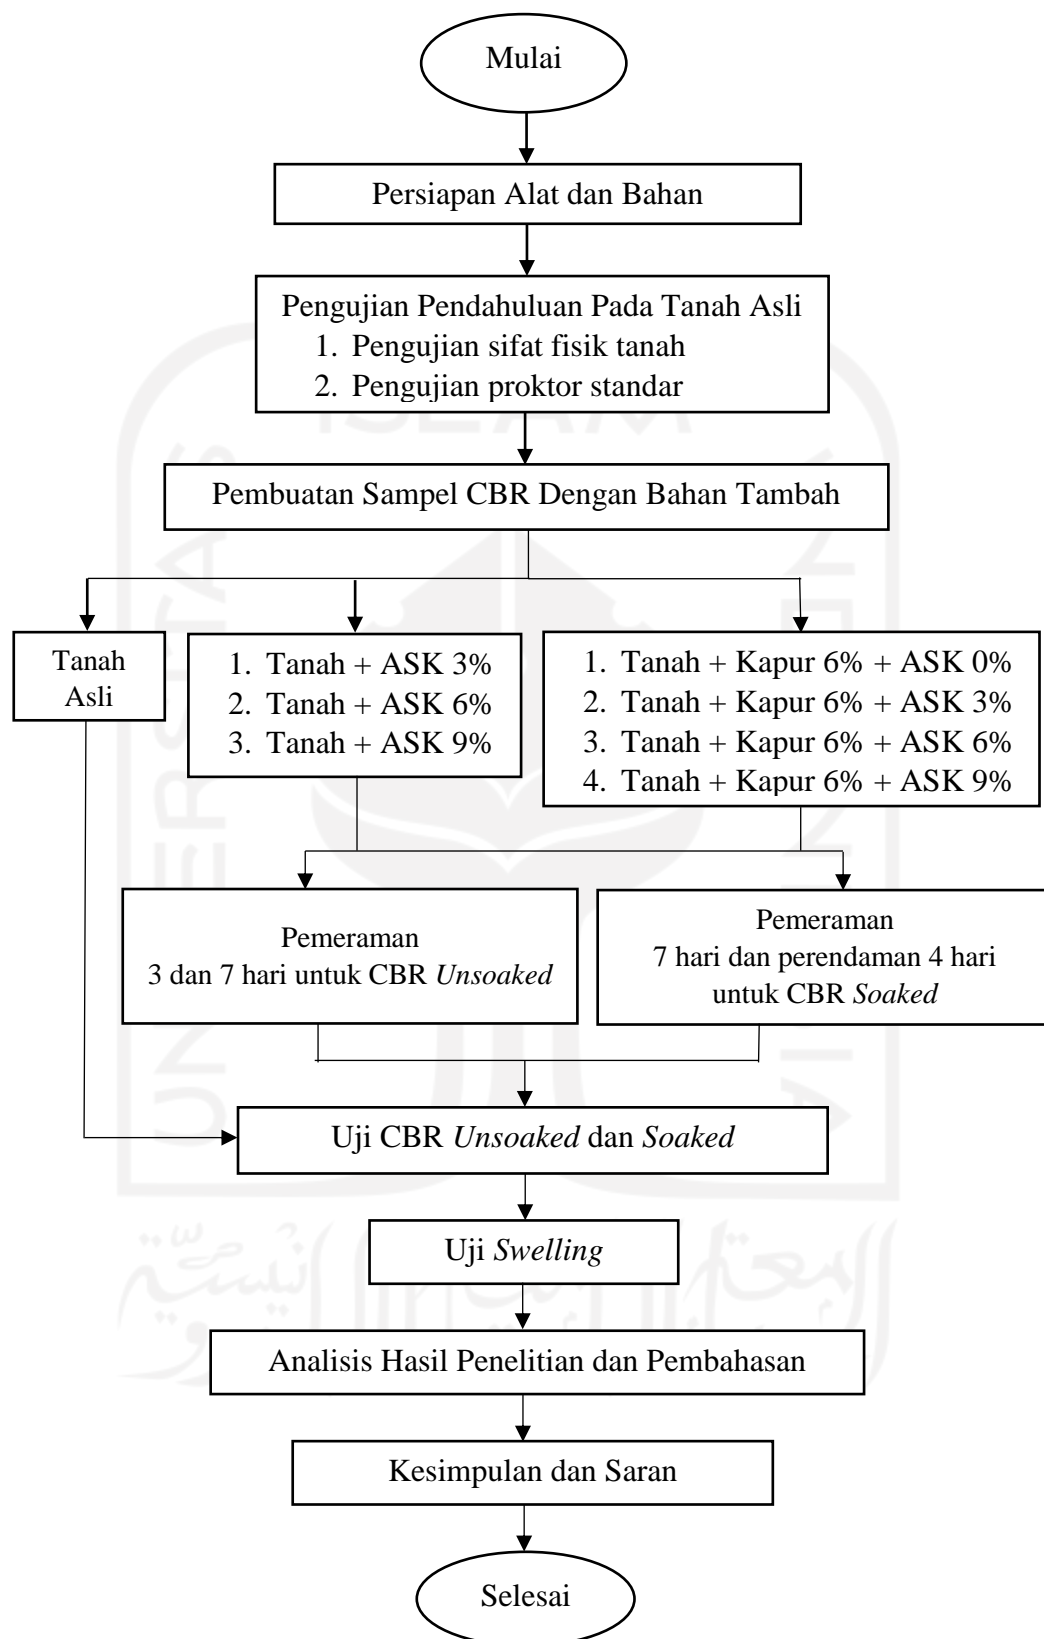 Mulai
Persiapan Alat dan Bahan
Pengujian Pendahuluan Pada Tanah Asli
1. Pengujian sifat fisik tanah
2. Pengujian proktor standar
Pembuatan Sampel CBR Dengan Bahan Tambah
Tanah
Asli
1. Tanah + ASK 3%
2. Tanah + ASK 6%
3. Tanah + ASK 9%
1. Tanah + Kapur 6% + ASK 0%
2. Tanah + Kapur 6% + ASK 3%
3. Tanah + Kapur 6% + ASK 6%
4. Tanah + Kapur 6% + ASK 9%
Pemeraman
3 dan 7 hari untuk CBR Unsoaked
Pemeraman
7 hari dan perendaman 4 hari
untuk CBR Soaked
Uji CBR Unsoaked dan Soaked
Uji Swelling
Analisis Hasil Penelitian dan Pembahasan
Kesimpulan dan Saran
Selesai
UNIVERSITAS
ISLAM